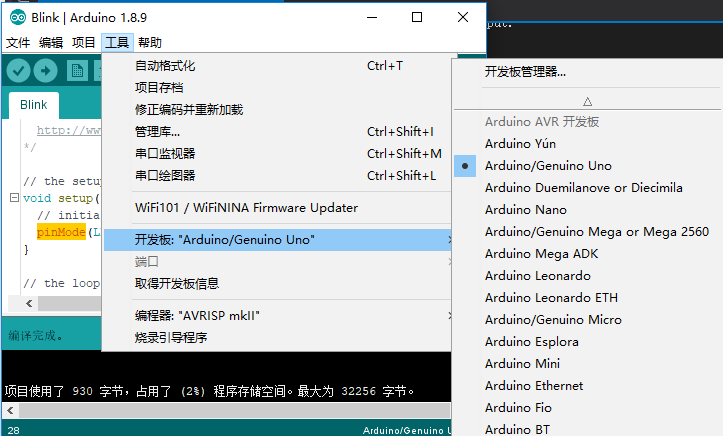 Blink | Arduino 1.8.9
put.
文件 编辑 项目 工具 帮助
Blink
http://ww
*/
// the setu
void setup(
// initia
pinMode(L
}
// the loop
编译完成。
项目使用了 930 字节，占用了 (2%) 程序存储空间。最大为 32256 字节。
28
Arduino/Genuino U
自动格式化 Ctrl+T
项目存档
修正编码并重新加载
管理库... Ctrl+Shift+I
串口监视器 Ctrl+Shift+M
串口绘图器 Ctrl+Shift+L
WiFi101 / WiFiNINA Firmware Updater
开发板: "Arduino/Genuino Uno"
端口
取得开发板信息
编程器: "AVRISP mkII"
烧录引导程序
开发板管理器...
Arduino AVR 开发板
Arduino Yún
Arduino/Genuino Uno
Arduino Duemilanove or Diecimila
Arduino Nano
Arduino/Genuino Mega or Mega 2560
Arduino Mega ADK
Arduino Leonardo
Arduino Leonardo ETH
Arduino/Genuino Micro
Arduino Esplora
Arduino Mini
Arduino Ethernet
Arduino Fio
Arduino BT